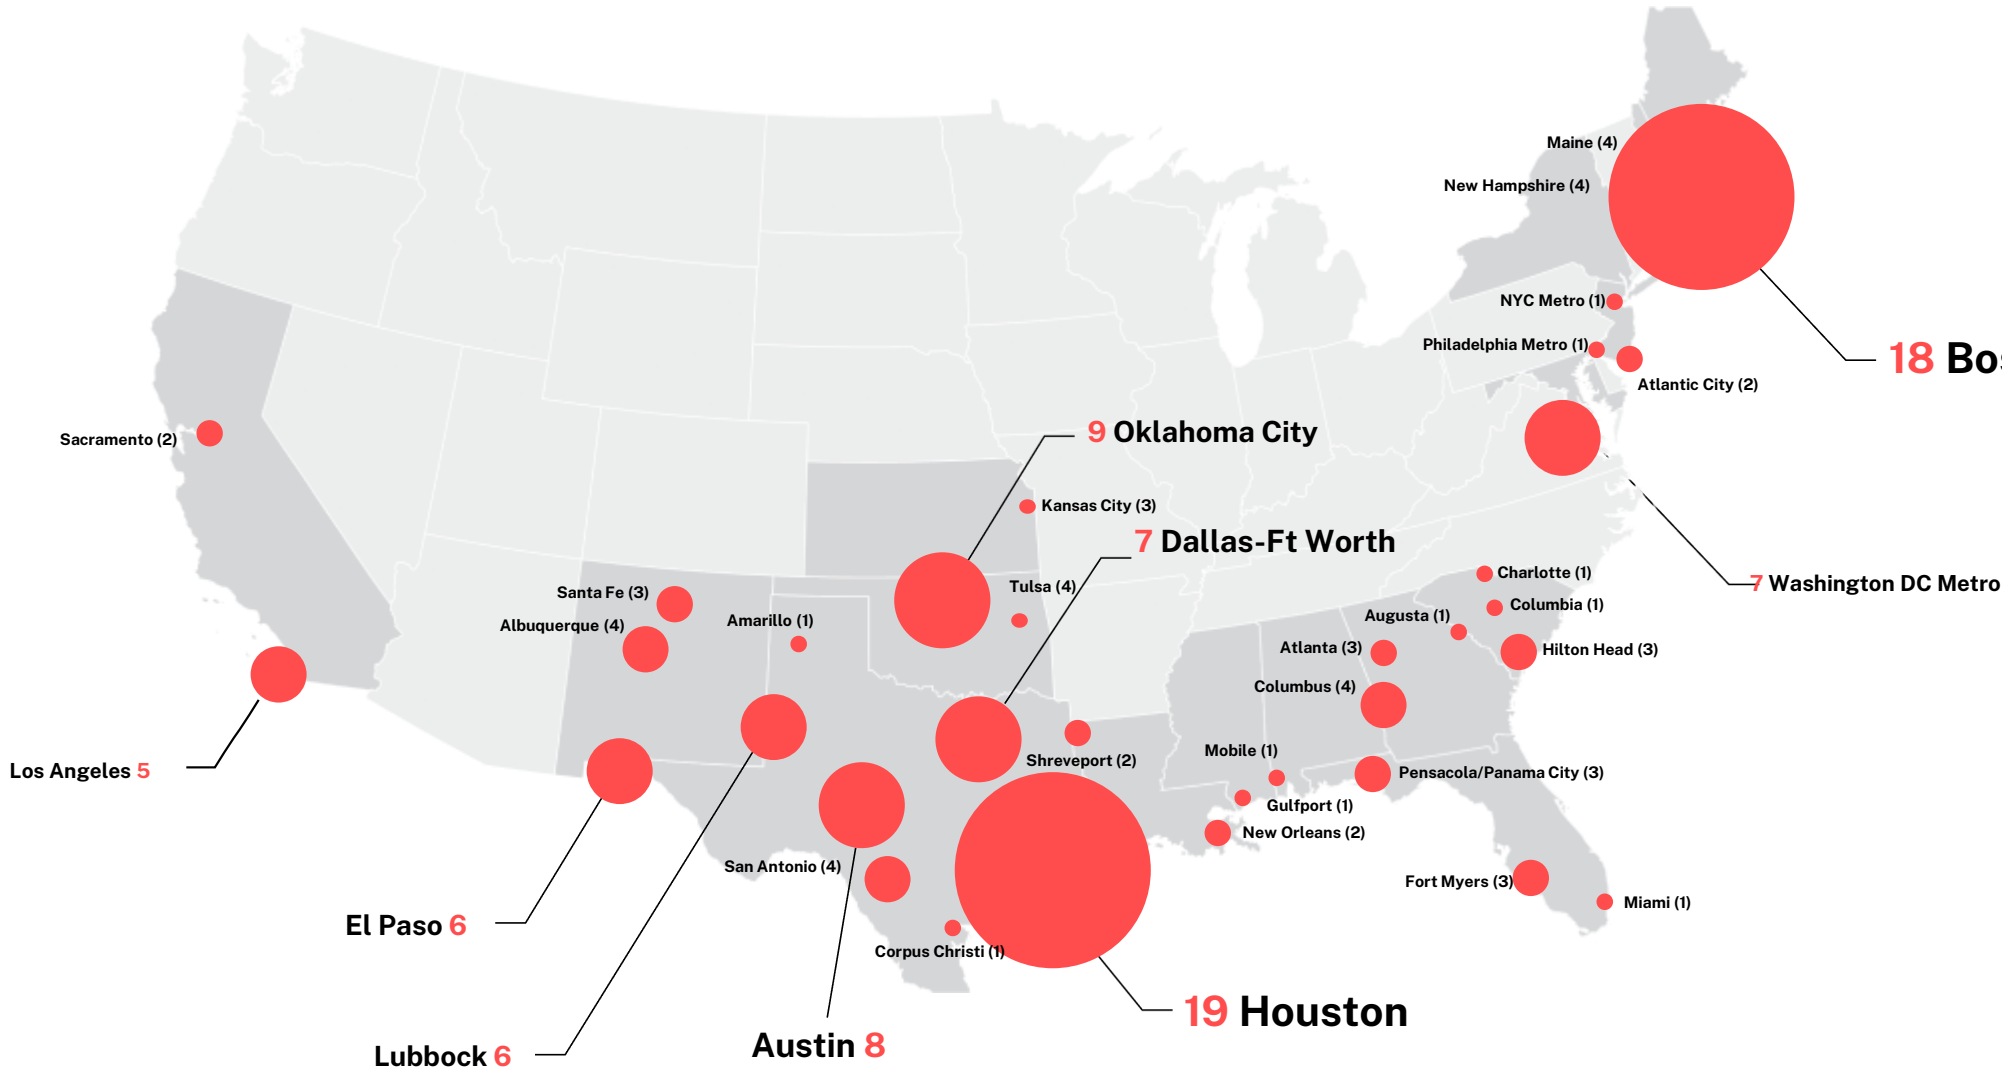 Maine (4)
New Hampshire (4)
NYC Metro (1)
Philadelphia Metro (1)
18 Bos
Atlantic City (2)
Sacramento (2)
9 Oklahoma City
Kansas City (3)
7 Dallas-Ft Worth
Charlotte (1)
7 Washington DC Metro
Tulsa (4)
Santa Fe (3)
Columbia (1)
Augusta (1)
Amarillo (1)
Albuquerque (4)
Atlanta (3)
Hilton Head (3)
Columbus (4)
Mobile (1)
Shreveport (2)
Los Angeles 5
Pensacola/Panama City (3)
Gulfport (1)
New Orleans (2)
San Antonio (4)
Fort Myers (3)
Miami (1)
El Paso 6
Corpus Christi (1)
19 Houston
Austin 8
Lubbock 6